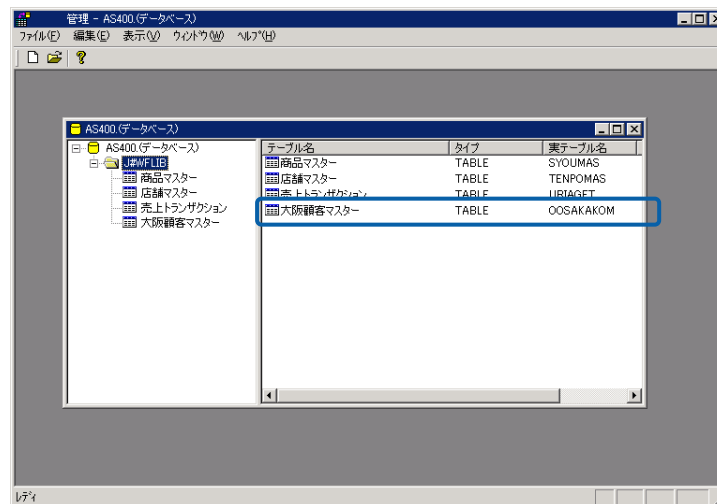 管理 - AS400.(データベース)
ファイル(F) 編集(E) 表示(V) ウィンドウ(W) ヘルプ(H)
AS400.(データベース)
AS400.(データベース)
J#WFLIB
商品マスター
店舗マスター
売上トランザクション
大阪顧客マスター
テーブル名 タイプ 実テーブル名
商品マスター TABLE SYOUMAS
店舗マスター TABLE TENPOMAS
売上トランザクション TABLE URIAGET
大阪顧客マスター TABLE OOSAKAKOM
レディ